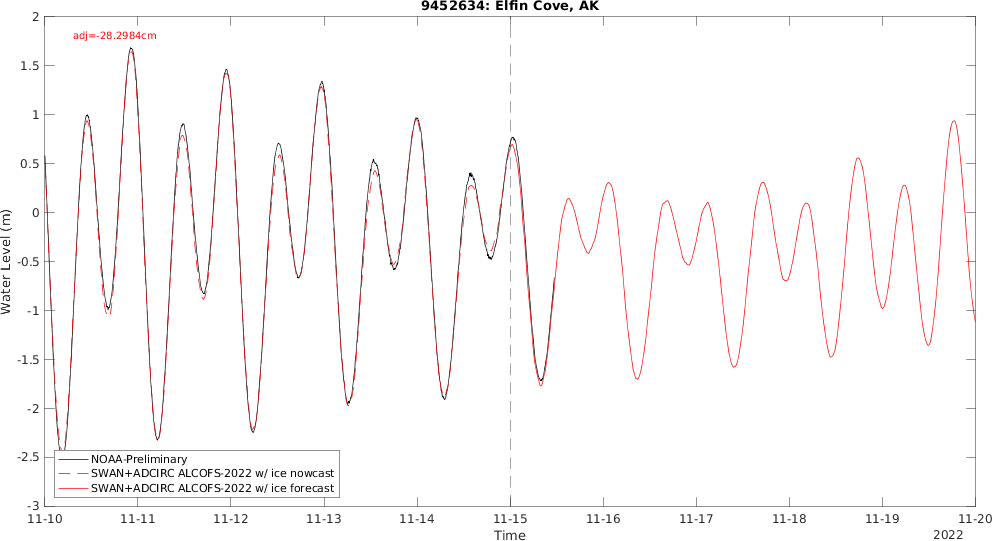 9452634: Elfin Cove, AK
adj=-28.2984cm
2
1.5
1
0.5
0
-0.5
-1
-1.5
-2
-2.5
-3
Water Level (m)
NOAA-Preliminary
SWAN+ADCIRC ALCOFS-2022 w/ ice nowcast
SWAN+ADCIRC ALCOFS-2022 w/ ice forecast
11-10 11-11 11-12 11-13 11-14 11-15 11-16 11-17 11-18 11-19 11-20
Time
2022